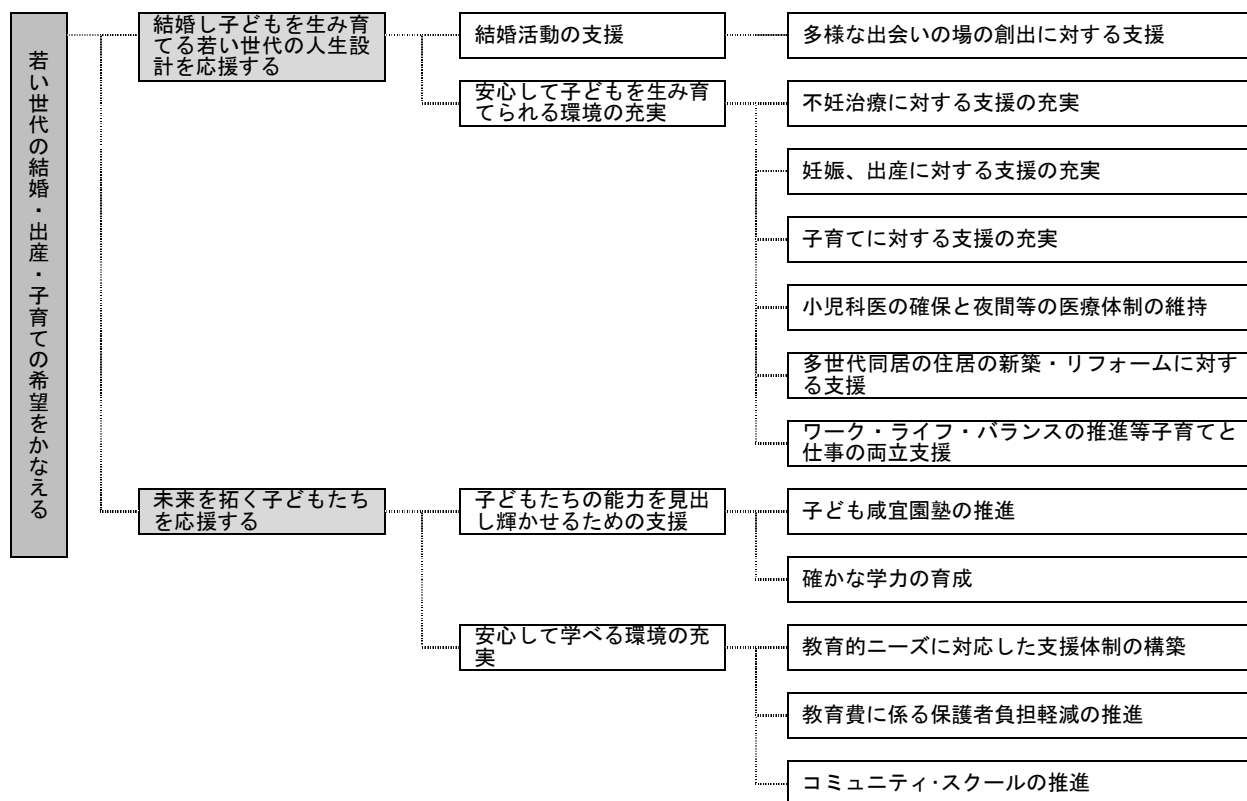 若い世代の結婚・出産・子育ての希望をかなえる
結婚し子どもを生み育
てる若い世代の人生設
計を応援する
結婚活動の支援
多様な出会いの場の創出に対する支援
安心して子どもを生み育
てられる環境の充実
不妊治療に対する支援の充実
妊娠、出産に対する支援の充実
子育てに対する支援の充実
小児科医の確保と夜間等の医療体制の維持
多世代同居の住居の新築・リフォームに対す
る支援
ワーク・ライフ・バランスの推進等子育てと
仕事の両立支援
未来を拓く子どもたち
を応援する
子どもたちの能力を見出
し輝かせるための支援
子ども咸宜園塾の推進
確かな学力の育成
安心して学べる環境の充
実
教育的ニーズに対応した支援体制の構築
教育費に係る保護者負担軽減の推進
コミュニティ・スクールの推進